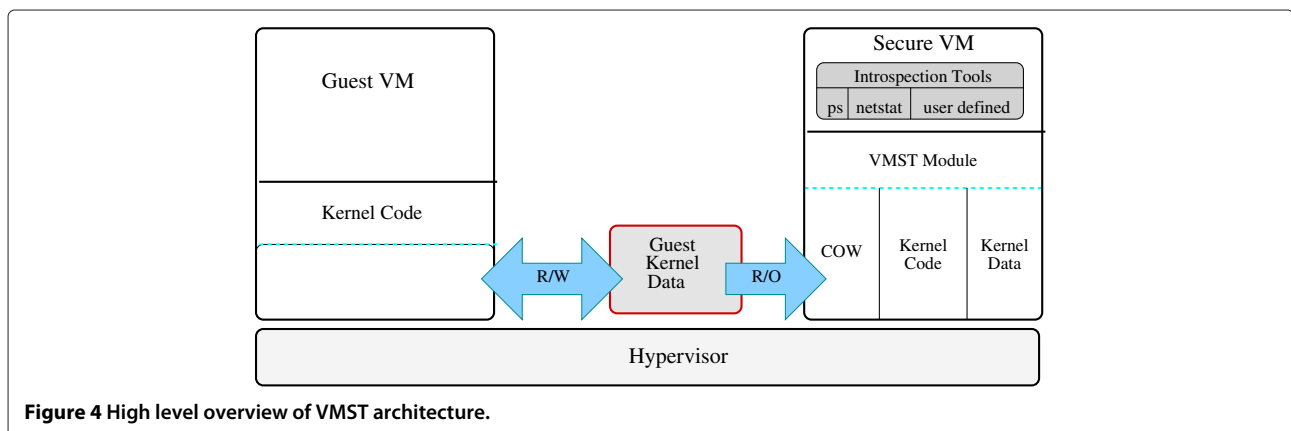 Guest VM
Kernel Code
R/W
Guest
Kernel
Data
R/O
Secure VM
Introspection Tools
ps netstat user defined
VMST Module
COW
Kernel
Code
Kernel
Data
Hypervisor
Figure 4 High level overview of VMST architecture.